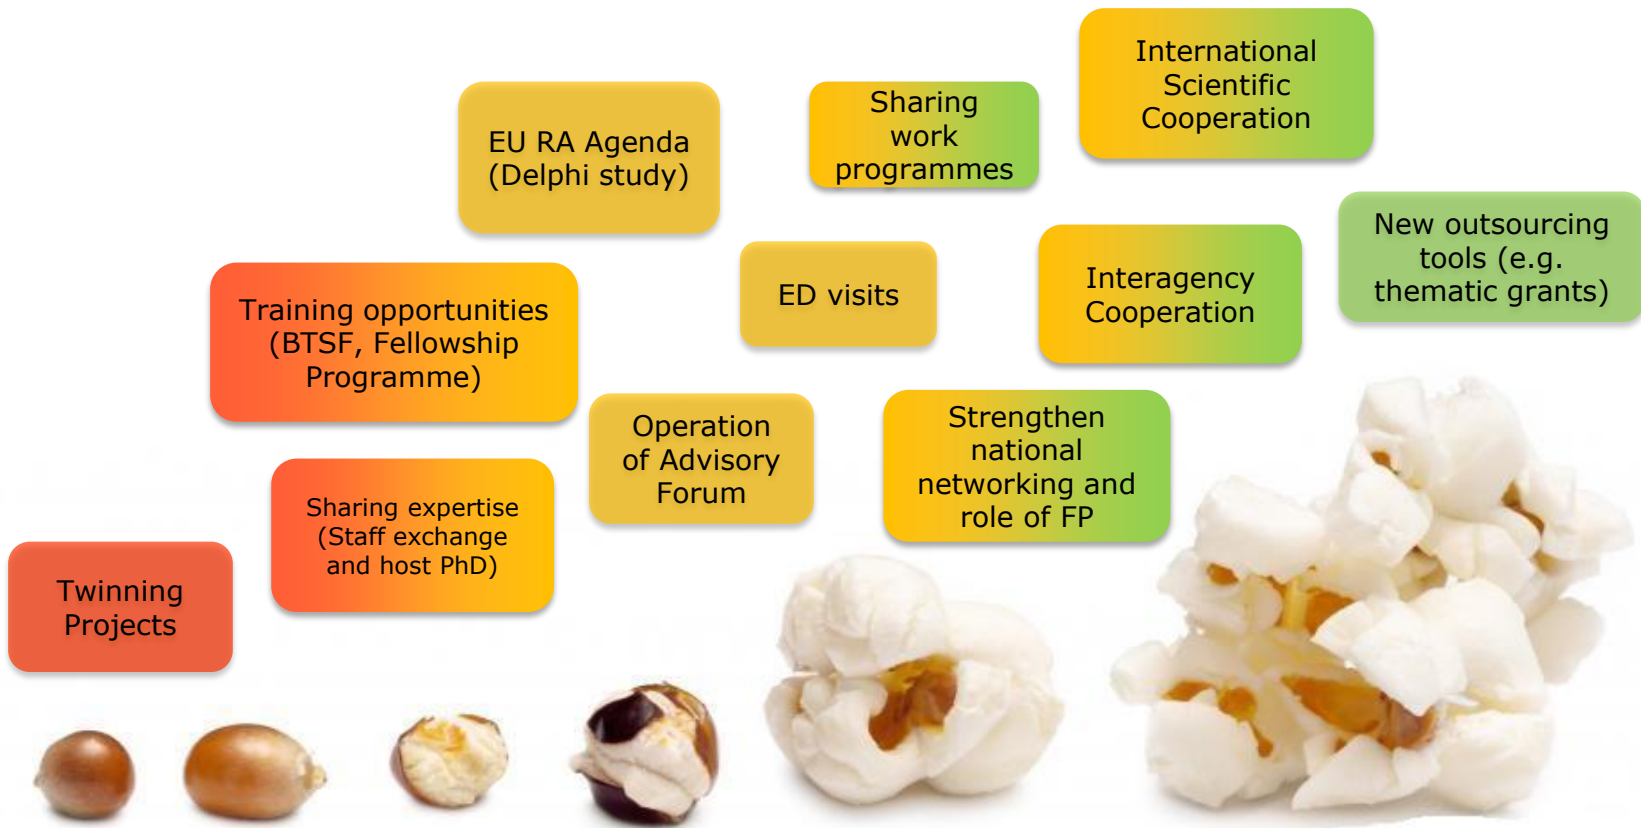 International
Scientific
Cooperation
Sharing
work
programmes
EU RA Agenda
(Delphi study)
New outsourcing
tools (e.g.
thematic grants)
Interagency
Cooperation
ED visits
Training opportunities
(BTSF, Fellowship
Programme)
Strengthen
national
networking and
role of FP
Operation
of Advisory
Forum
Sharing expertise
(Staff exchange
and host PhD)
Twinning
Projects